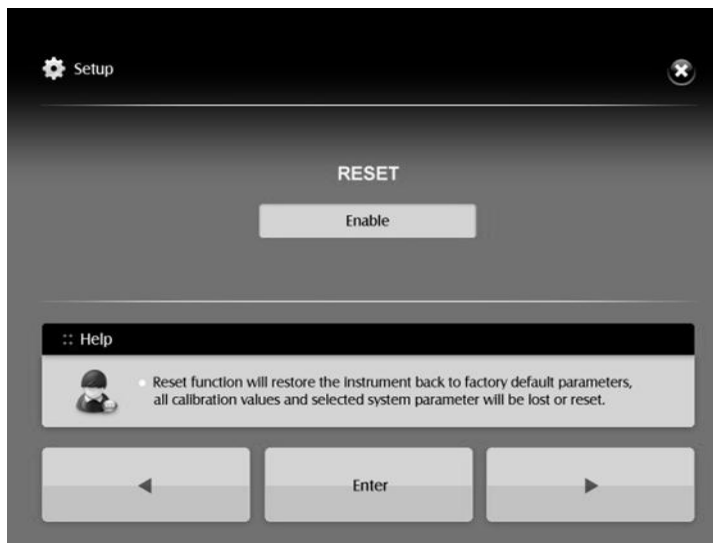 Setup
RESET
Enable
:: Help
Reset function will restore the instrument back to factory default parameters,
all calibration values and selected system parameter will be lost or reset.
Enter